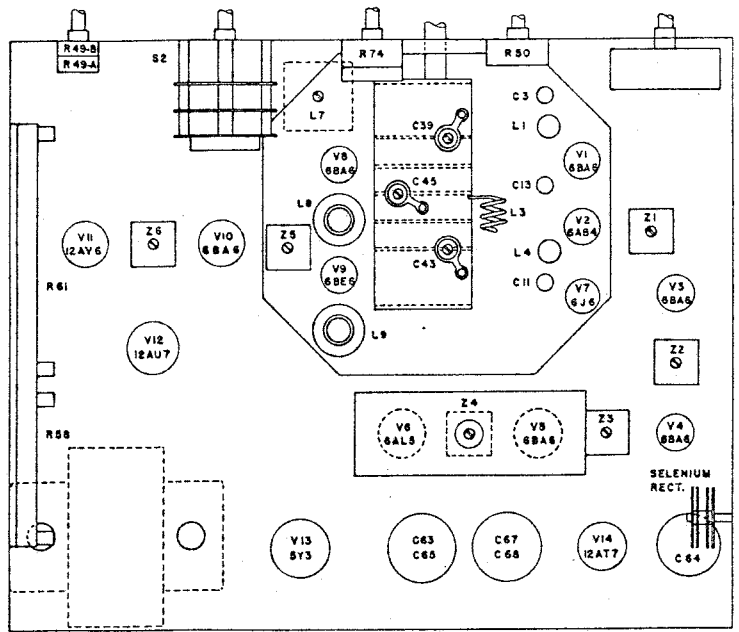 R49-B
R49-A
S2
R74
R50
L7
C3
L1
C39
V8
6BA6
V1
6BA6
C45
C13
L8
L3
V2
6AB4
Z1
V11
12AV6
Z6
V10
6BA6
Z5
L4
C43
V9
6BE6
C11
V7
6J6
V3
6BA6
R61
L9
V12
12AU7
Z2
Z4
V6
6AL5
V5
6BA6
Z3
V4
6BA6
R58
SELENIUM
RECT.
V13
5Y3
C63
C65
C67
C68
V14
12AT7
C64